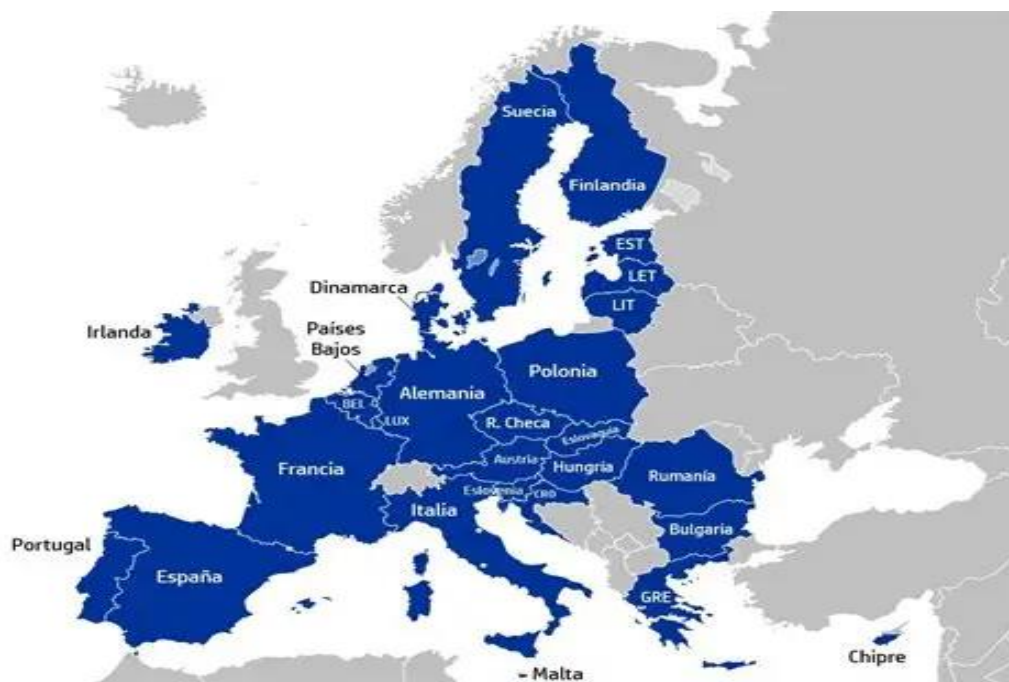 Suecia
Finlandia
EST
LET
LIT
Dinamarca
Irlanda
Países
Bajos
Polonia
Alemania
BEL
LUX
R. Checa
Eslovaquia
Austria
Hungría
Francia
Rumanía
Eslovenia
CRO
Italia
Bulgaria
Portugal
España
GRE
Chipre
Malta